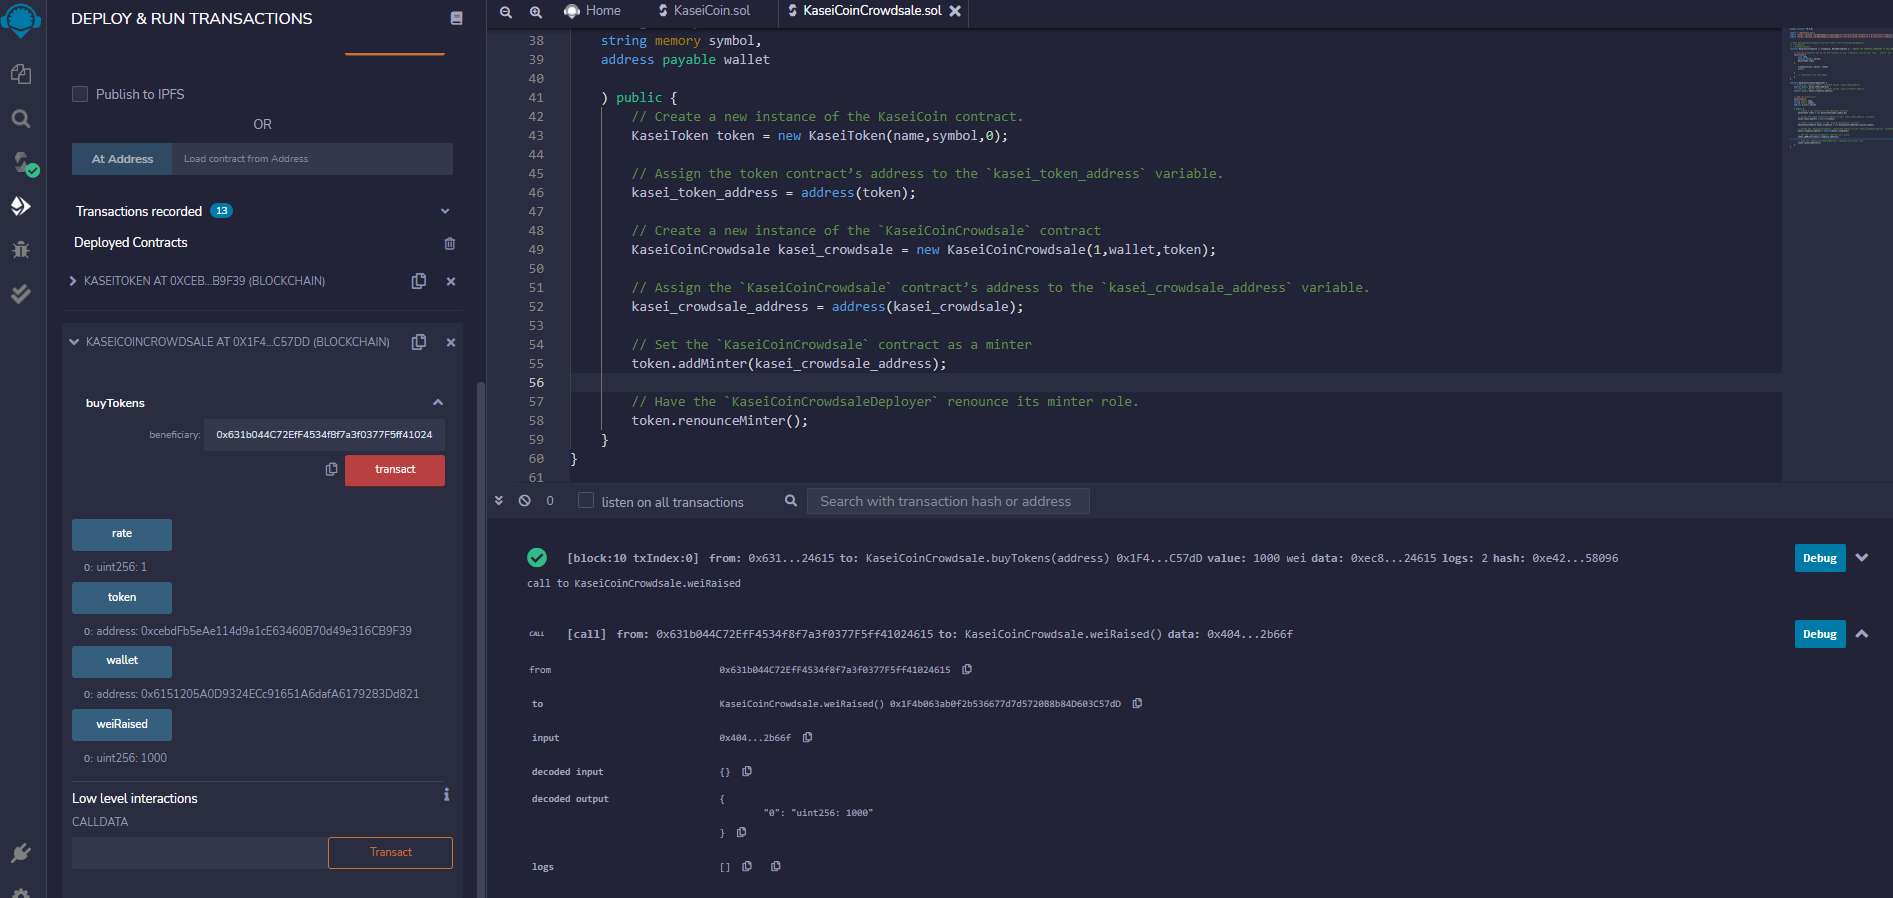 DEPLOY & RUN TRANSACTIONS
Publish to IPFS
OR
At Address
Load contract from Address
Transactions recorded 13
Deployed Contracts
KASEITOKEN AT 0XCEB...B9F39 (BLOCKCHAIN)
KASEICOINCROWDSALE AT 0X1F4...C57DD (BLOCKCHAIN)
buyTokens
beneficiary: 0x631b044C72EfF4534f8f7a3f0377F5ff41024
transact
rate
0: uint256: 1
token
0: address: 0xcebdFb5eAe114d9a1cE63460B70d49e316CB9F39
wallet
0: address: 0x6151205A0D9324ECc91651A6dafA6179283Dd821
weiRaised
0: uint256: 1000
Low level interactions
CALLDATA
Transact
Home
KaseiCoin.sol
KaseiCoinCrowdsale.sol
38 string memory symbol,
39 address payable wallet
40
41 ) public {
42 // Create a new instance of the KaseiCoin contract.
43 KaseiToken token = new KaseiToken(name,symbol,0);
44
45 // Assign the token contract’s address to the `kasei_token_address` variable.
46 kasei_token_address = address(token);
47
48 // Create a new instance of the `KaseiCoinCrowdsale` contract
49 KaseiCoinCrowdsale kasei_crowdsale = new KaseiCoinCrowdsale(1,wallet,token);
50
51 // Assign the `KaseiCoinCrowdsale` contract’s address to the `kasei_crowdsale_address` variable.
52 kasei_crowdsale_address = address(kasei_crowdsale);
53
54 // Set the `KaseiCoinCrowdsale` contract as a minter
55 token.addMinter(kasei_crowdsale_address);
56
57 // Have the `KaseiCoinCrowdsaleDeployer` renounce its minter role.
58 token.renounceMinter();
59 }
60 }
61
0
listen on all transactions
Search with transaction hash or address
[block:10 txIndex:0] from: 0x631...24615 to: KaseiCoinCrowdsale.buyTokens(address) 0x1F4...C57dD value: 1000 wei data: 0xec8...24615 logs: 2 hash: 0xe42...58096
Debug
call to KaseiCoinCrowdsale.weiRaised
CALL [call] from: 0x631b044C72EfF4534f8f7a3f0377F5ff41024615 to: KaseiCoinCrowdsale.weiRaised() data: 0x404...2b66f
Debug
from 0x631b044C72EfF4534f8f7a3f0377F5ff41024615
to KaseiCoinCrowdsale.weiRaised() 0x1F4b063ab0f2b536677d7d5720B8b84D603C57dD
input 0x404...2b66f
decoded input {}
decoded output {
"0": "uint256: 1000"
}
logs []